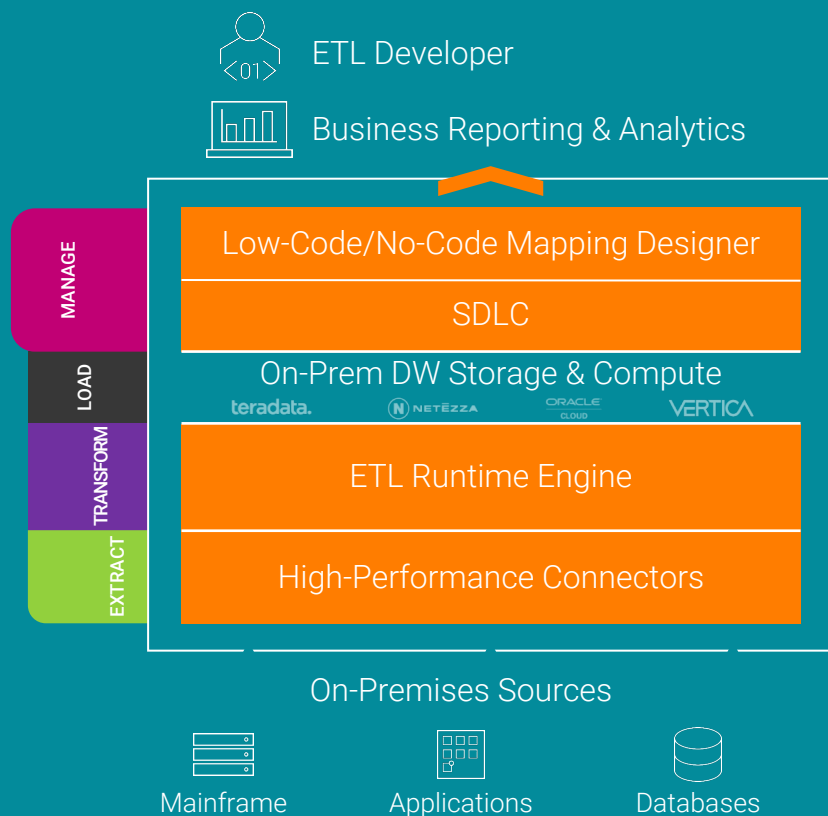 <01>
ETL Developer
Business Reporting & Analytics
MANAGE
Low-Code/No-Code Mapping Designer
SDLC
LOAD
On-Prem DW Storage & Compute
teradata.
N NETĒZZA
ORACLE
CLOUD
VERTICA
TRANSFORM
ETL Runtime Engine
EXTRACT
High-Performance Connectors
On-Premises Sources
Mainframe
Applications
Databases